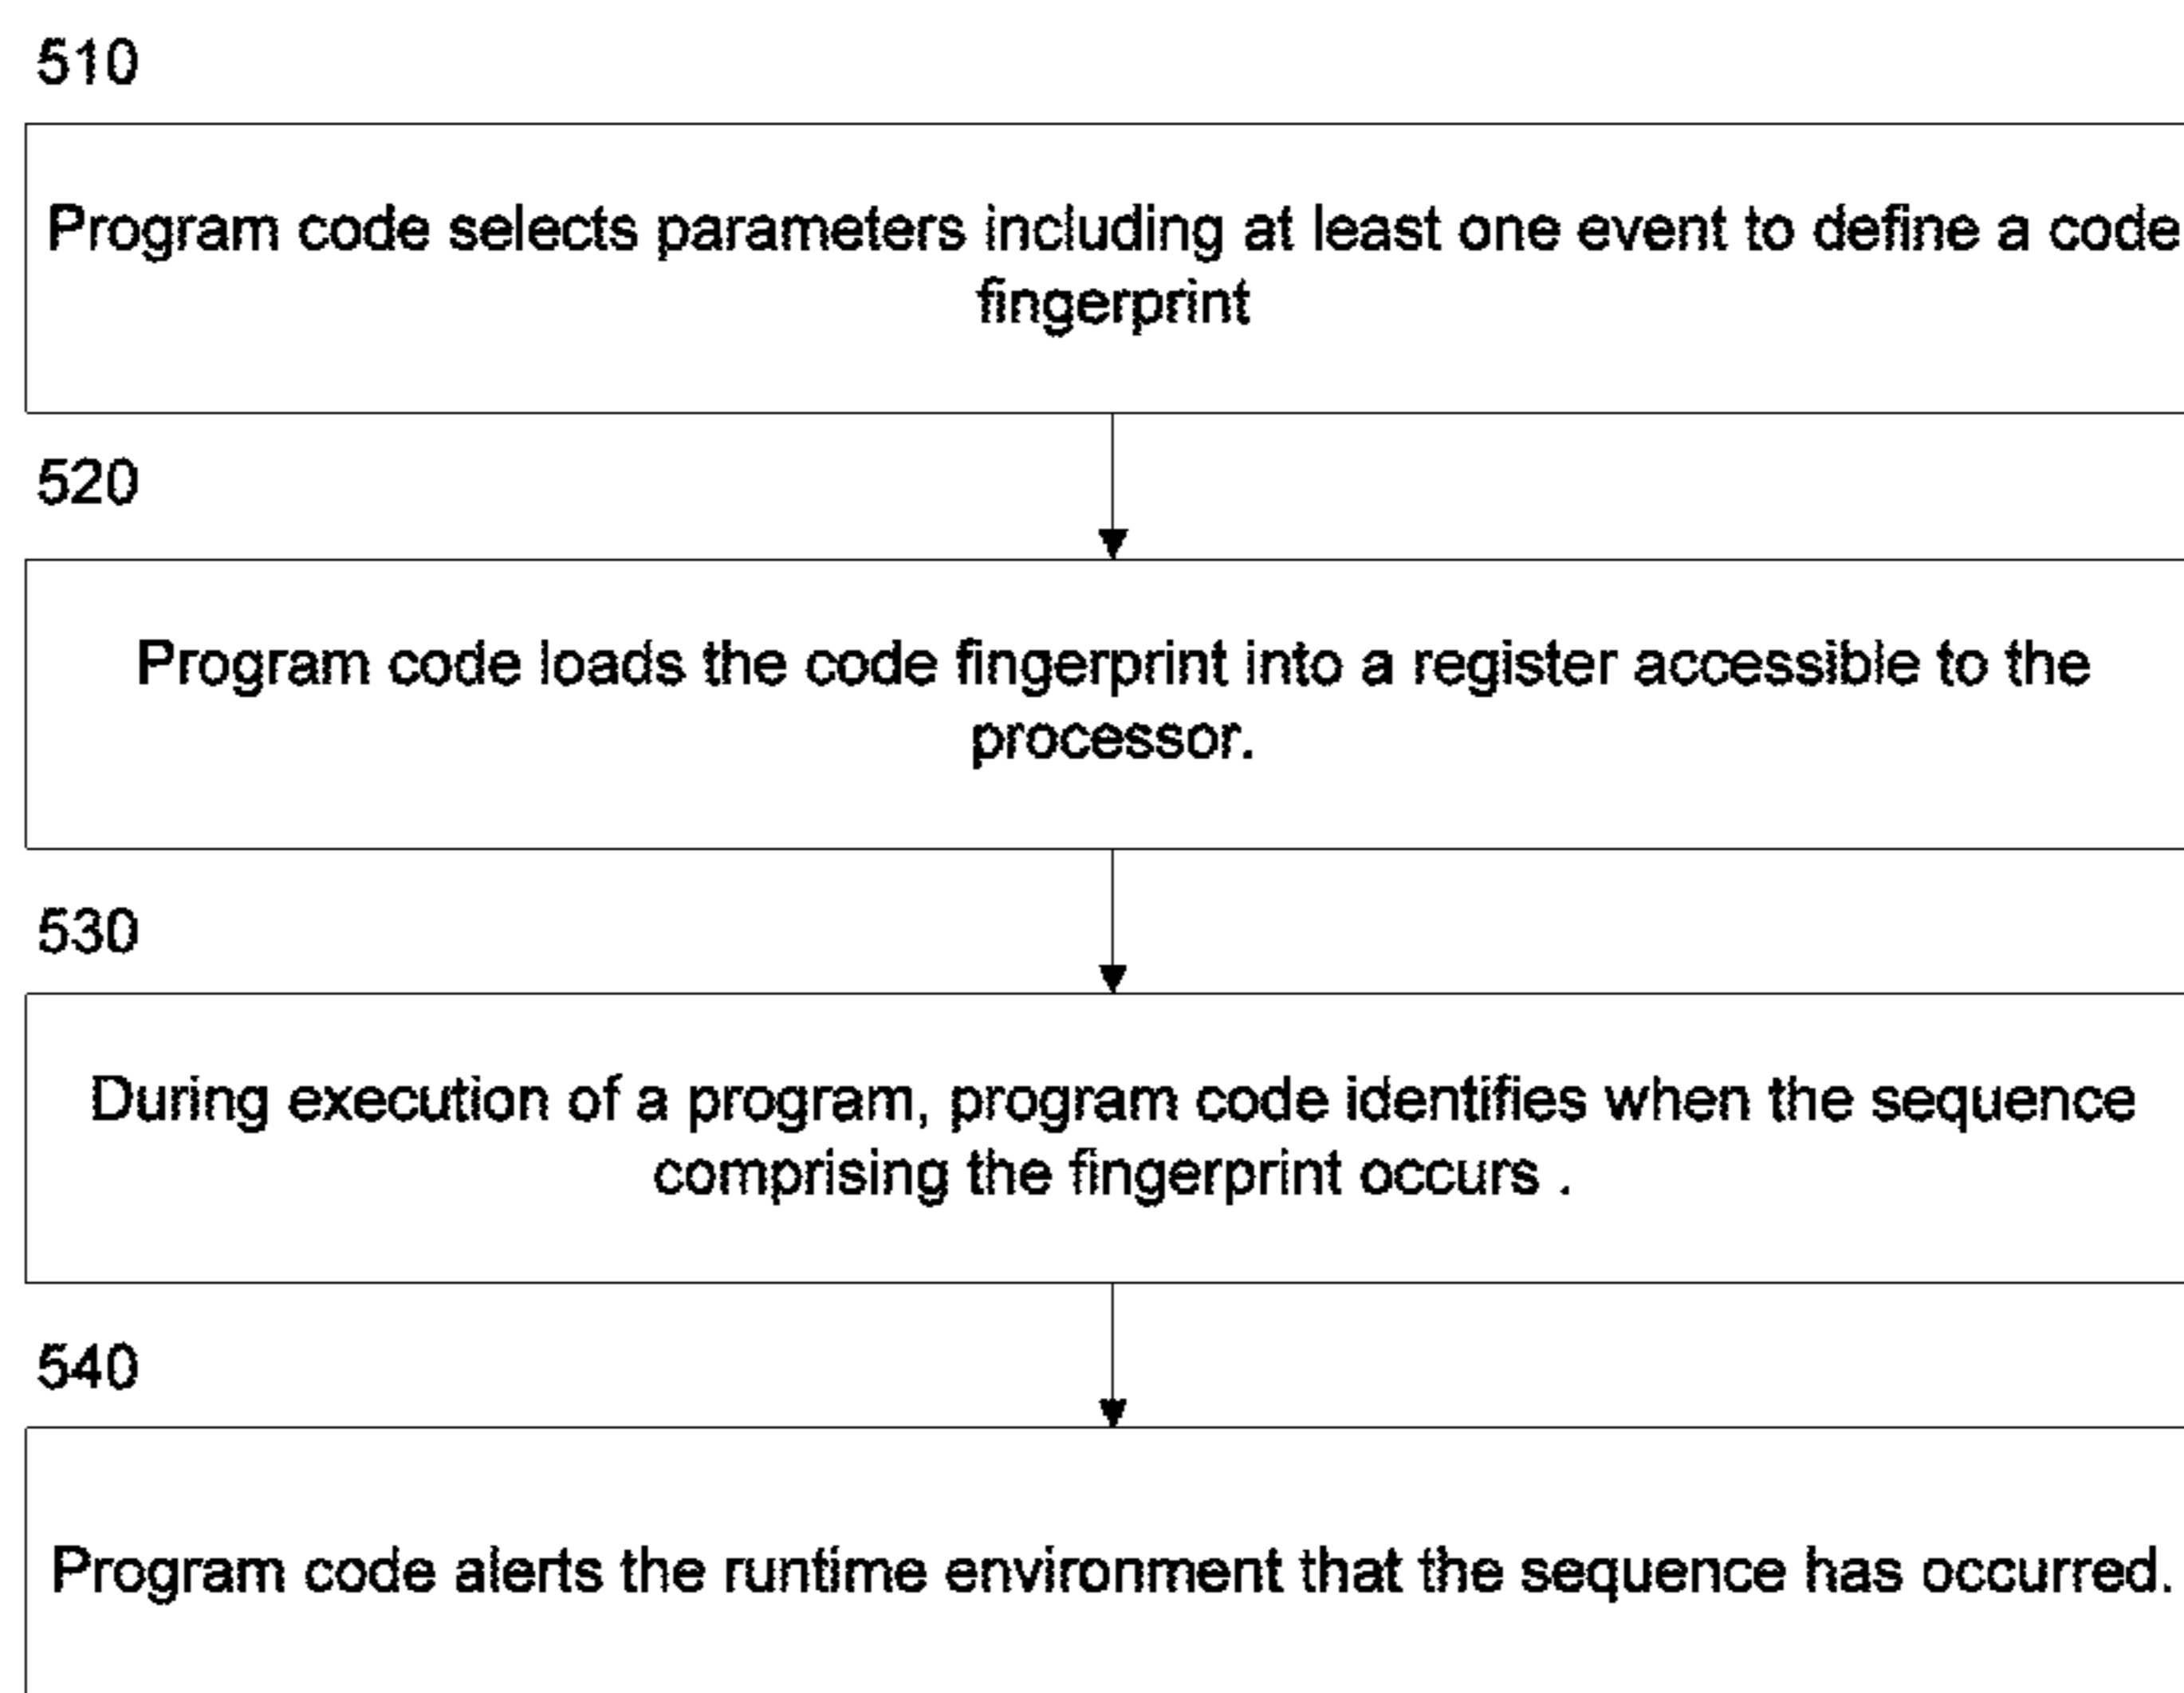 510
Program code selects parameters including at least one event to define a code
fingerprint
520
Program code loads the code fingerprint into a register accessible to the
processor.
530
During execution of a program, program code identifies when the sequence
comprising the fingerprint occurs .
540
Program code alerts the runtime environment that the sequence has occurred.